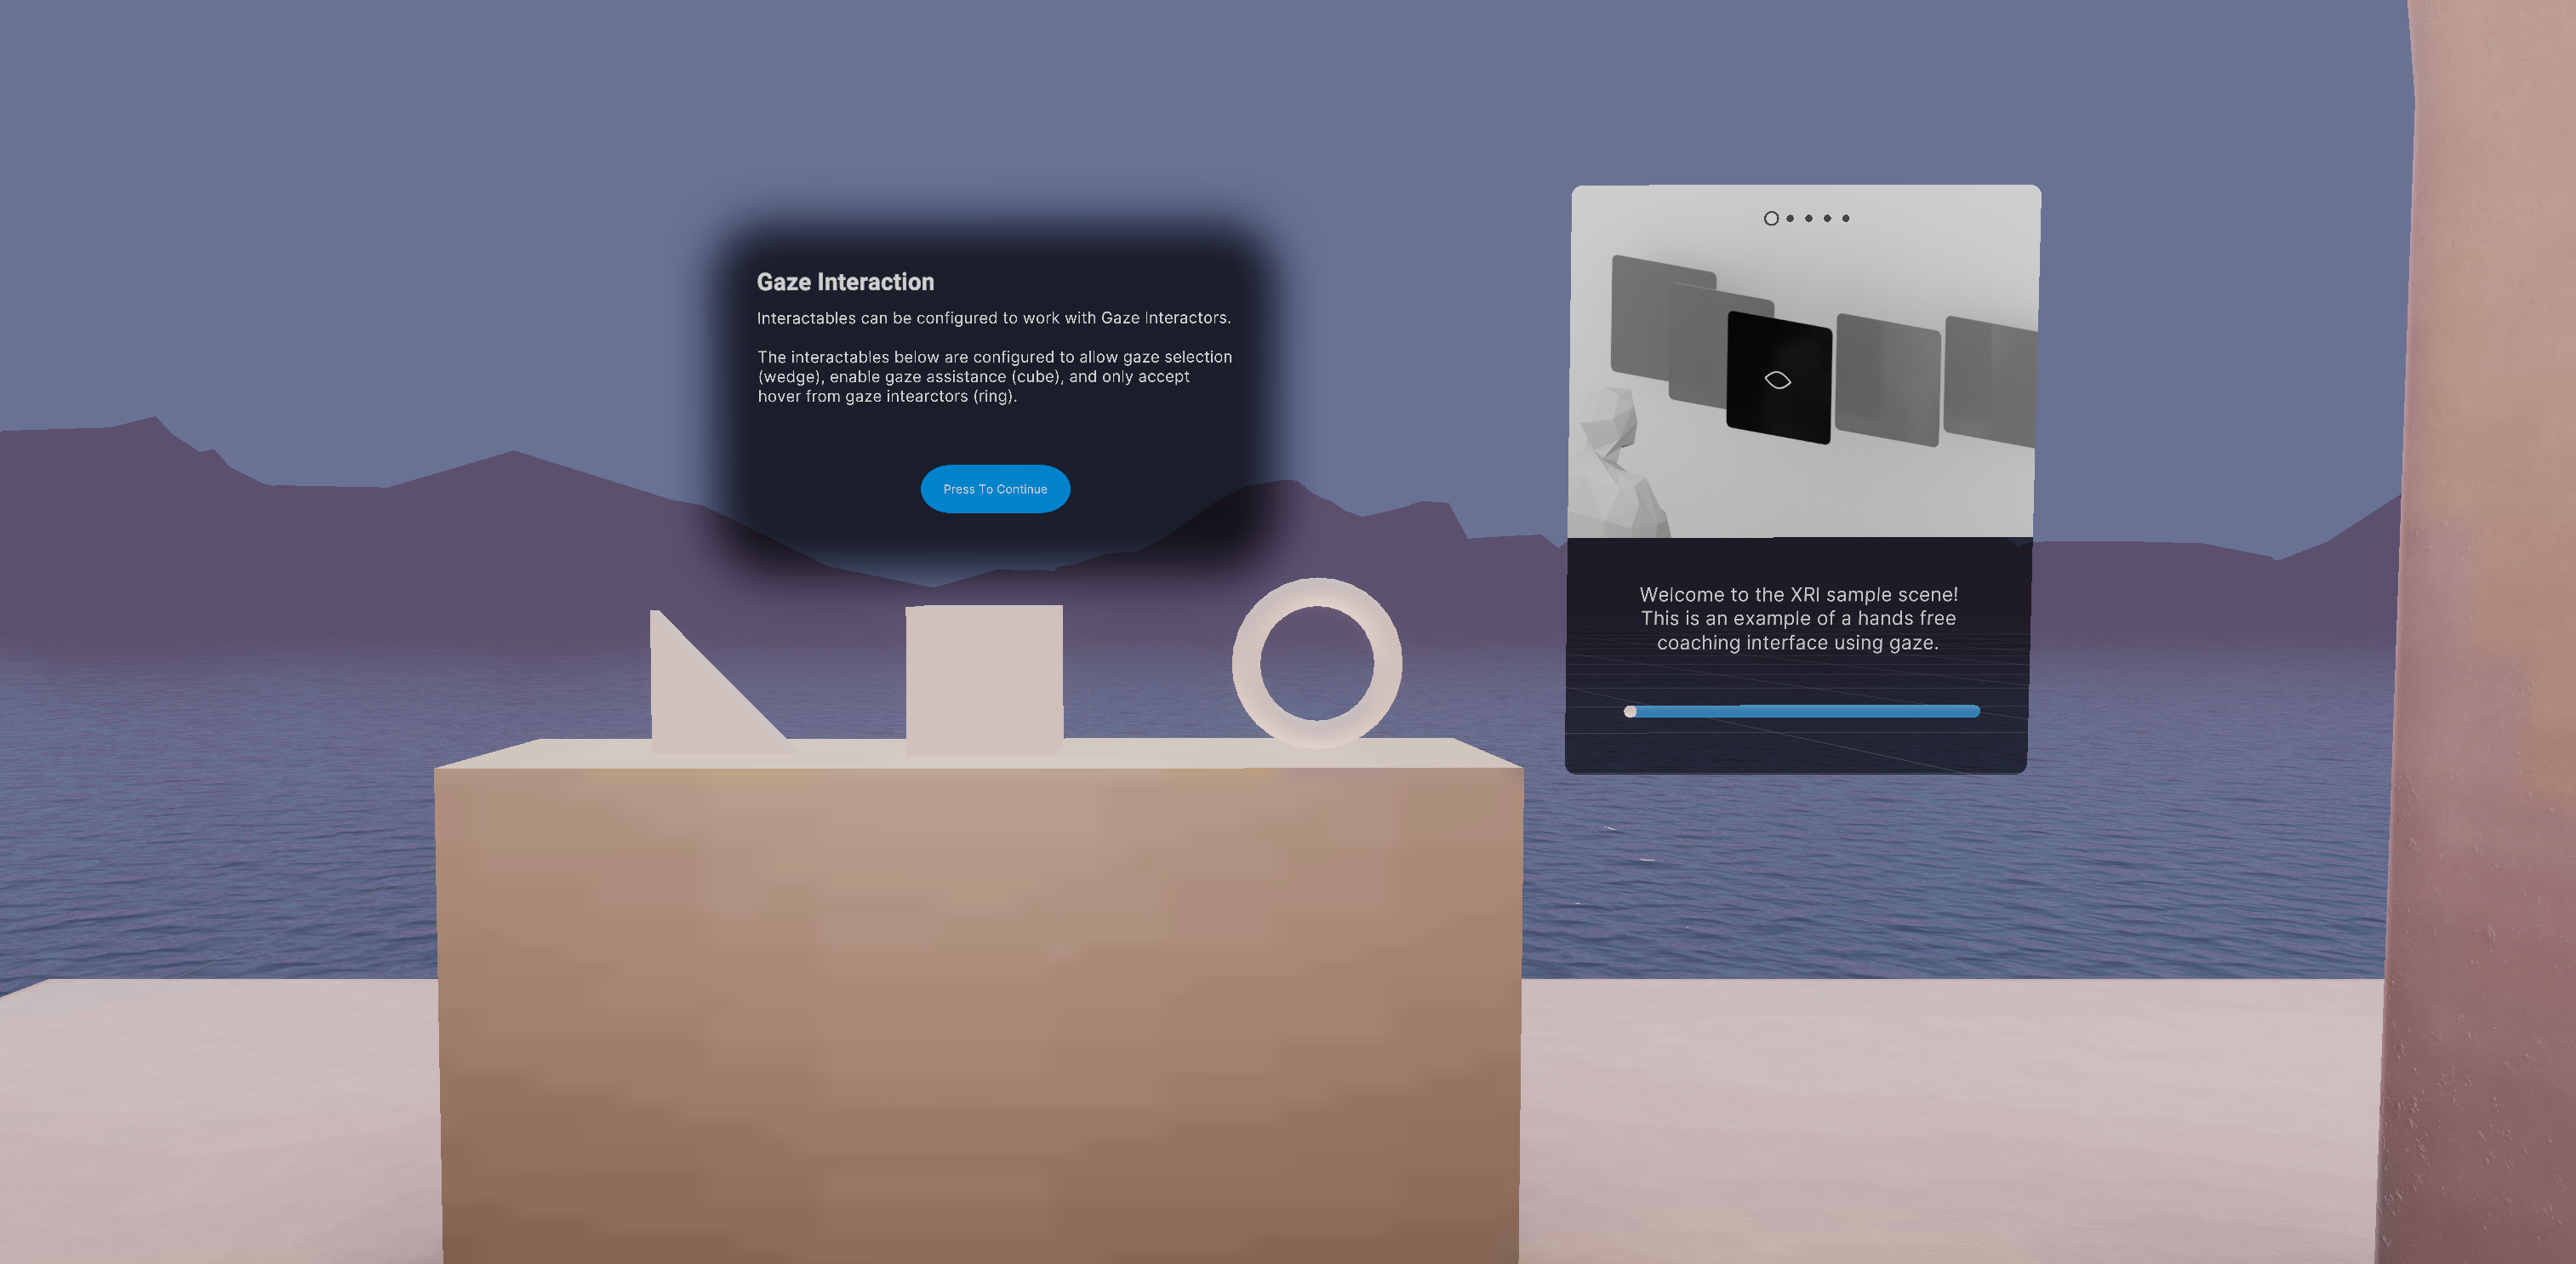 Gaze Interaction
Interactables can be configured to work with Gaze Interactors.
The interactables below are configured to allow gaze selection
(wedge), enable gaze assistance (cube), and only accept
hover from gaze intearctors (ring).
Press To Continue
Welcome to the XRI sample scene!
This is an example of a hands free
coaching interface using gaze.